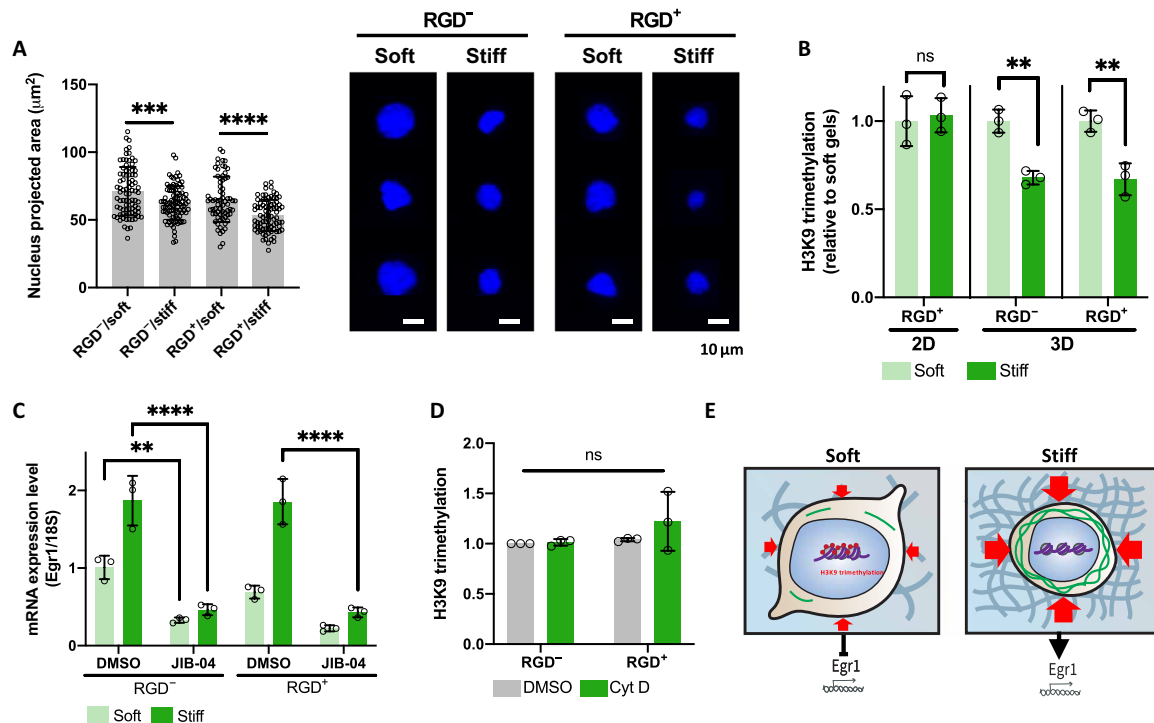 A
Nucleus projected area (μm²)
150
100
50
0
***
****
RGD⁻/soft
RGD⁻/stiff
RGD⁺/soft
RGD⁺/stiff
RGD⁻
RGD⁺
Soft
Stiff
Soft
Stiff
10 μm
B
H3K9 trimethylation
(relative to soft gels)
1.0
0.5
0.0
ns
**
**
RGD⁺
RGD⁻
RGD⁺
2D
3D
Soft
Stiff
C
mRNA expression level
(Egr1/18S)
2
1
0
****
**
****
DMSO
JIB-04
DMSO
JIB-04
RGD⁻
RGD⁺
Soft
Stiff
D
H3K9 trimethylation
2.0
1.5
1.0
0.5
0.0
ns
RGD⁻
RGD⁺
DMSO
Cyt D
E
Soft
Stiff
H3K9 trimethylation
Egr1
Egr1